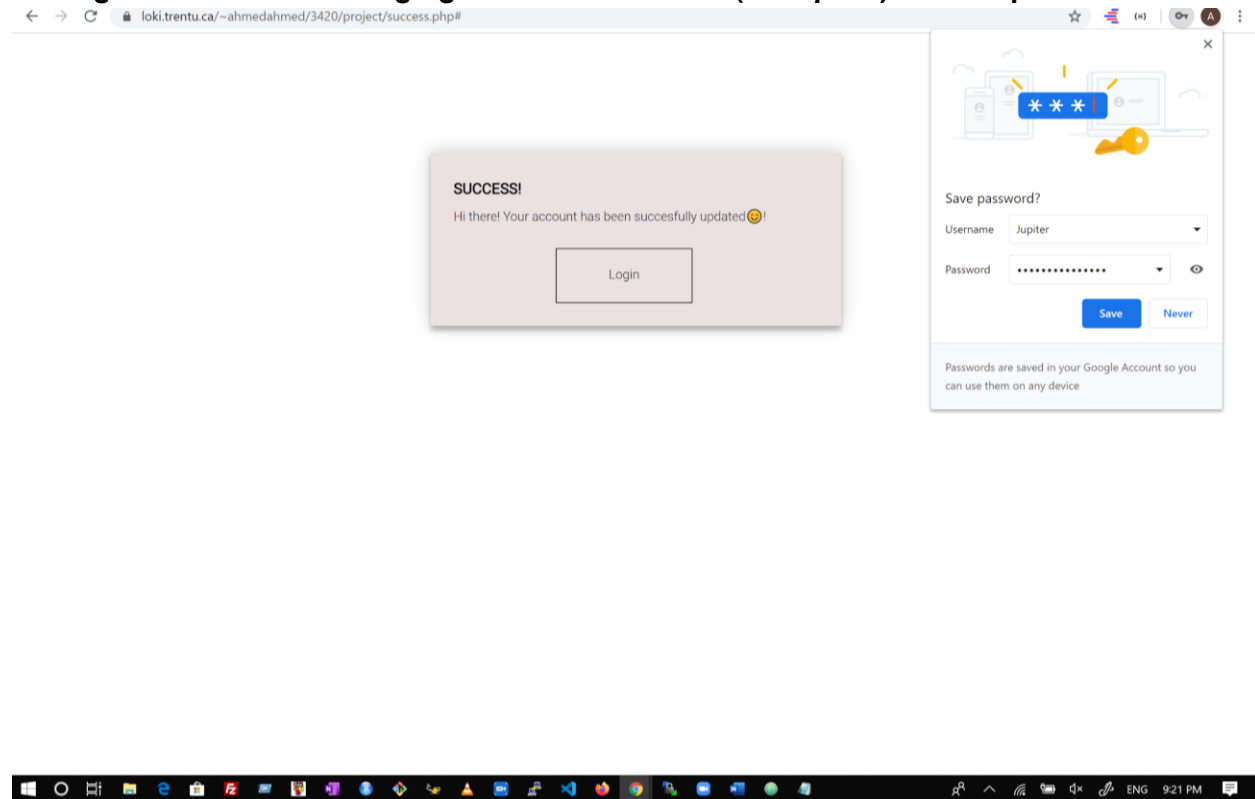 loki.trentu.ca/~ahmedahmed/3420/project/success.php#
A
SUCCESS!
Hi there! Your account has been succesfully updated😊!
Login
Save password?
Username Jupiter
Password •••••••••••••••
Save Never
Passwords are saved in your Google Account so you
can use them on any device
ENG 9:21 PM